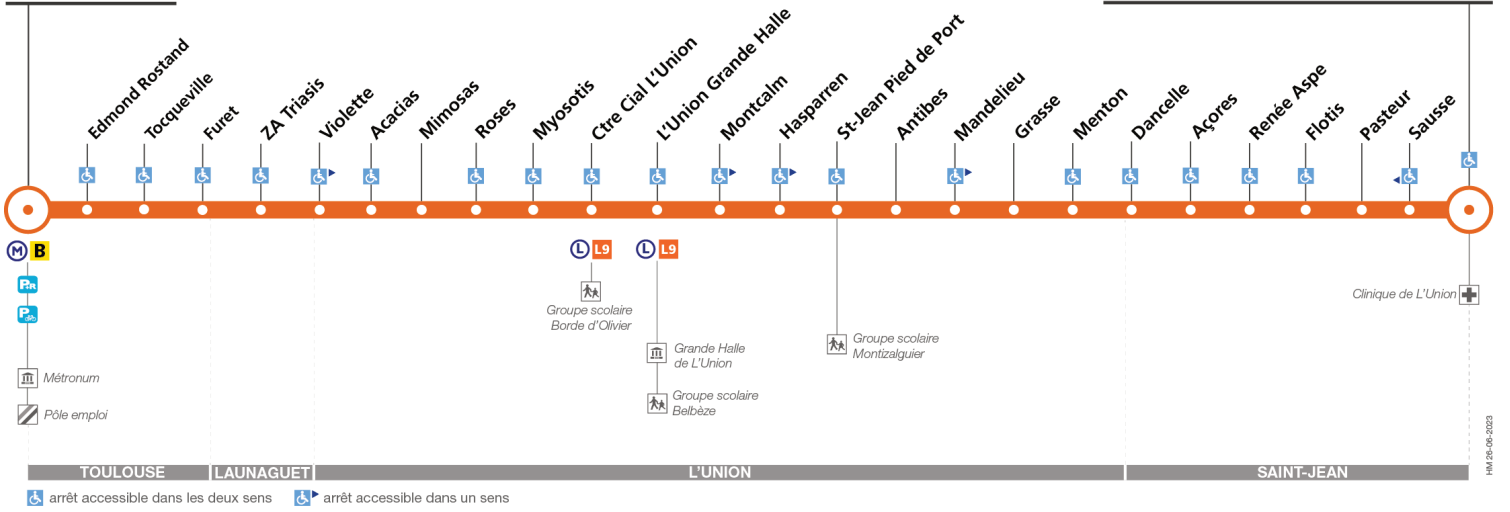 Edmond Rostand
Tocqueville
Furet
ZA Triasis
Violette
Acacias
Mimosas
Roses
Myosotis
Ctre Cial L'Union
L'Union Grande Halle
Montcalm
Hasparren
St-Jean Pied de Port
Antibes
Mandelieu
Grasse
Menton
Dancelle
Açores
Renée Aspe
Flotis
Pasteur
Sausse
M B
P+R
P
L L9
L L9
Groupe scolaire
Borde d'Olivier
Clinique de L'Union
Grande Halle
de L'Union
Groupe scolaire
Montizalguier
Métronum
Groupe scolaire
Belbèze
Pôle emploi
HM 26-06-2023
TOULOUSE
LAUNAGUET
L'UNION
SAINT-JEAN
arrêt accessible dans les deux sens
arrêt accessible dans un sens